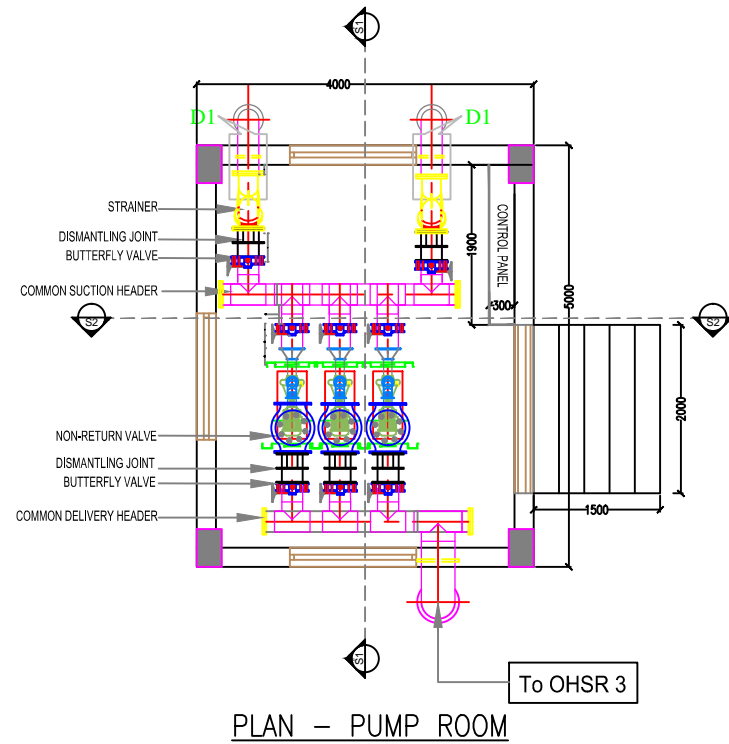 S1
4000
D1
D1
STRAINER
DISMANTLING JOINT
BUTTERFLY VALVE
COMMON SUCTION HEADER
CONTROL PANEL
1900
300
5000
S2
S2
2000
NON-RETURN VALVE
DISMANTLING JOINT
BUTTERFLY VALVE
COMMON DELIVERY HEADER
1500
S1
To OHSR 3
PLAN – PUMP ROOM